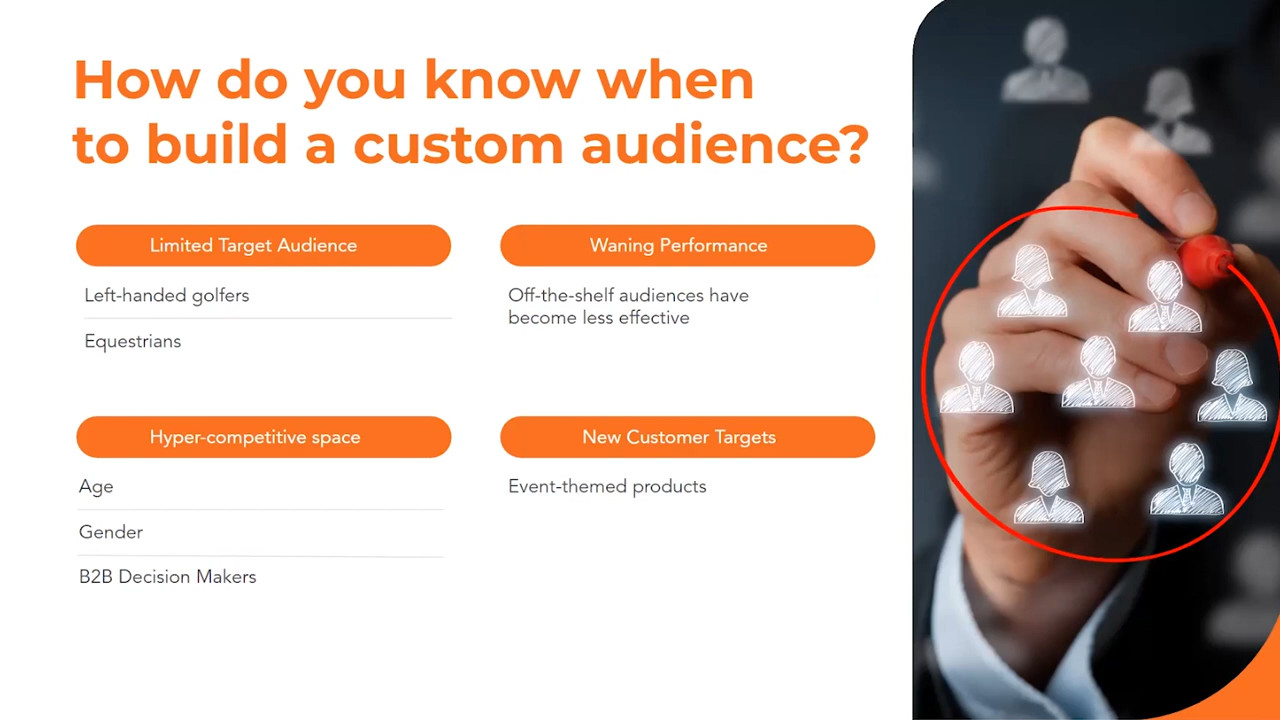 How do you know when
to build a custom audience?
Limited Target Audience
Left-handed golfers
Equestrians
Waning Performance
Off-the-shelf audiences have
become less effective
Hyper-competitive space
Age
Gender
B2B Decision Makers
New Customer Targets
Event-themed products